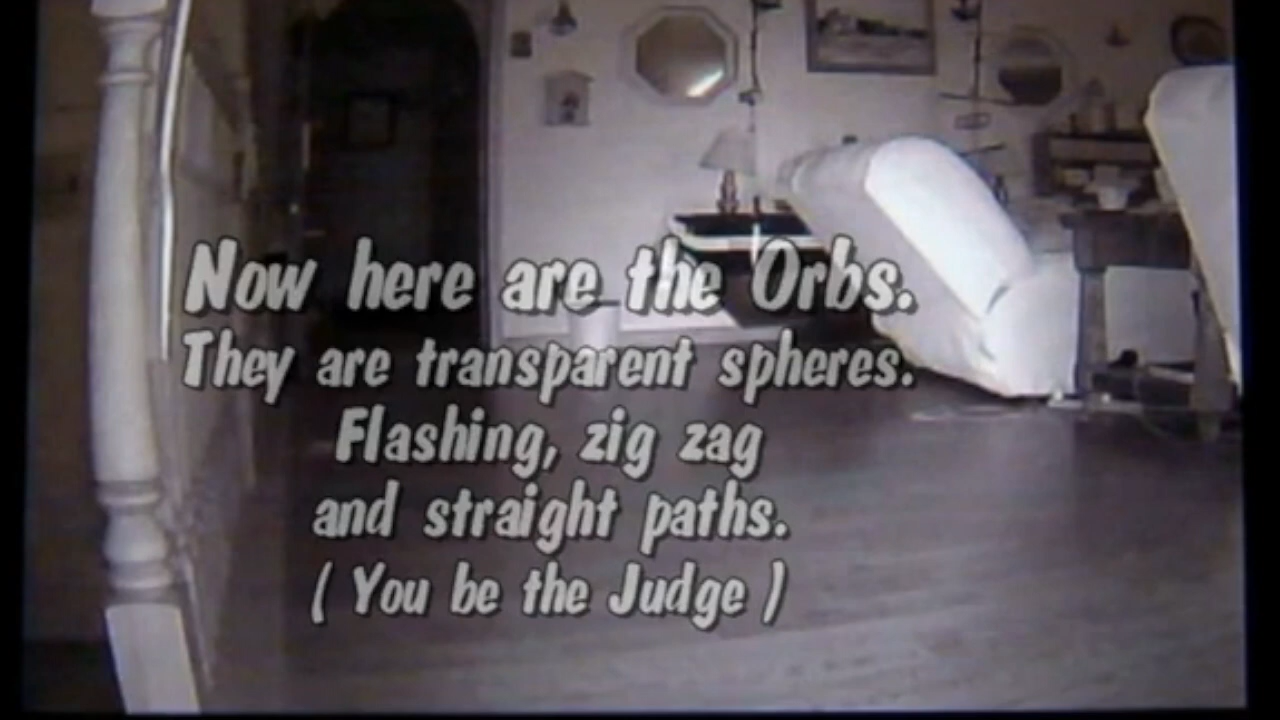 Now here are the Orbs.
They are transparent spheres.
Flashing, zig zag
and straight paths.
( You be the Judge )